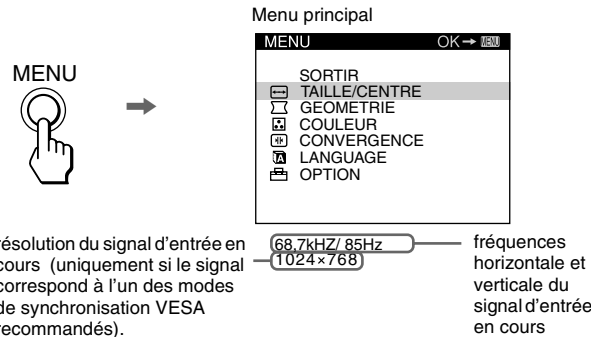 Menu principal
MENU
MENU OK→ MENU
SORTIR
TAILLE/CENTRE
GEOMETRIE
COULEUR
CONVERGENCE
LANGUAGE
OPTION
68,7kHZ/ 85Hz
1024×768
résolution du signal d'entrée en
cours (uniquement si le signal
correspond à l'un des modes
de synchronisation VESA
recommandés).
fréquences
horizontale et
verticale du
signal d'entrée
en cours